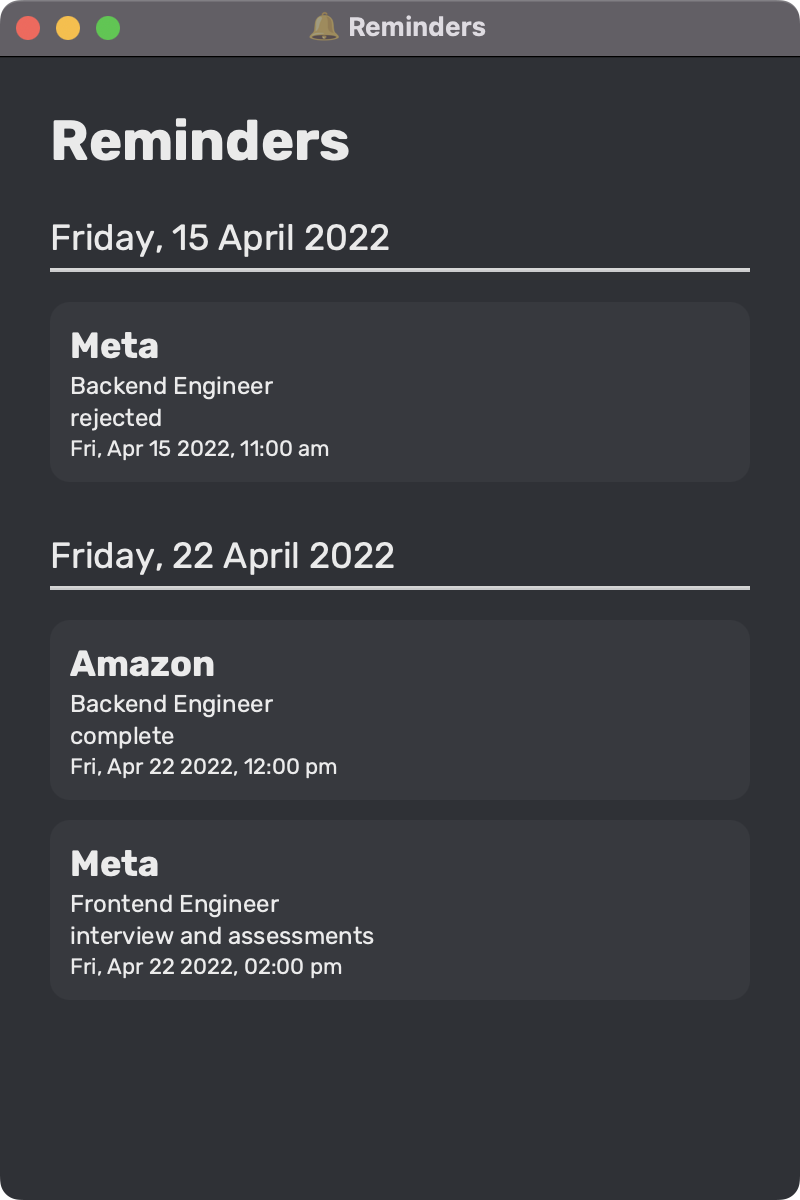 🔔 Reminders
Reminders
Friday, 15 April 2022
Meta
Backend Engineer
rejected
Fri, Apr 15 2022, 11:00 am
Friday, 22 April 2022
Amazon
Backend Engineer
complete
Fri, Apr 22 2022, 12:00 pm
Meta
Frontend Engineer
interview and assessments
Fri, Apr 22 2022, 02:00 pm